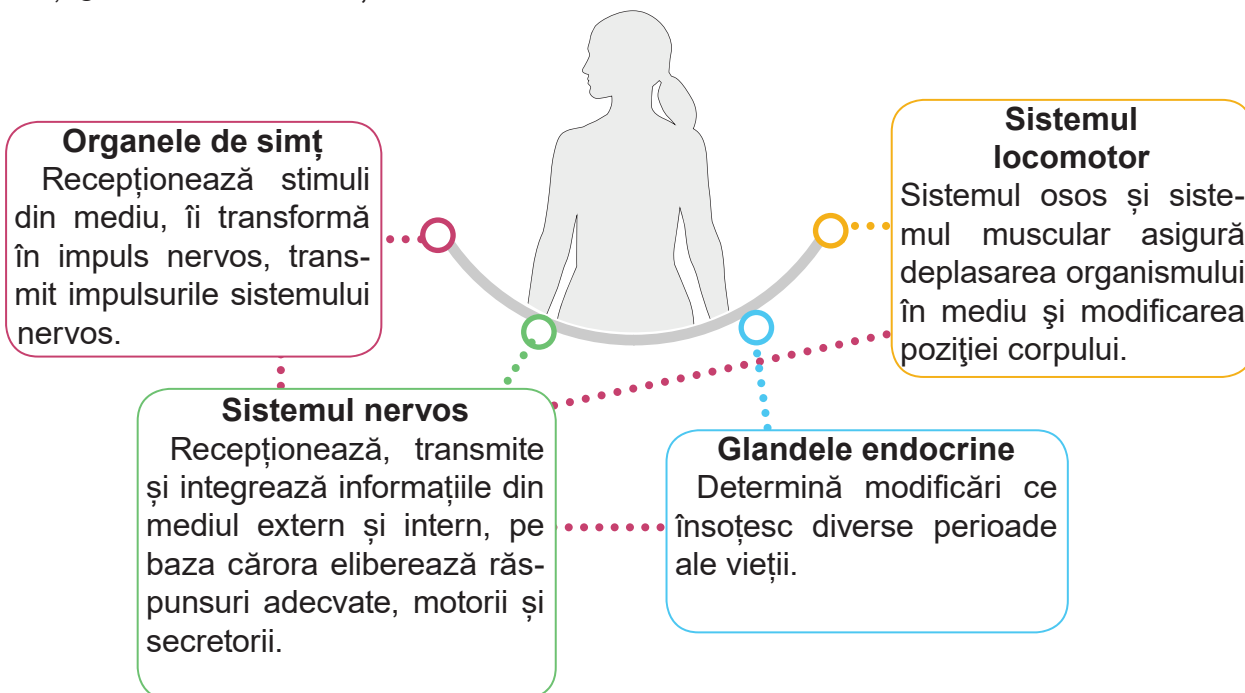 Organele de simț
Recepționează stimuli
din mediu, îi transformă
în impuls nervos, trans-
mit impulsurile sistemului
nervos.
Sistemul
locomotor
Sistemul osos și siste-
mul muscular asigură
deplasarea organismului
în mediu şi modificarea
poziţiei corpului.
Sistemul nervos
Recepționează, transmite
și integrează informațiile din
mediul extern și intern, pe
baza cărora eliberează răs-
punsuri adecvate, motorii și
secretorii.
Glandele endocrine
Determină modificări ce
însoțesc diverse perioade
ale vieții.